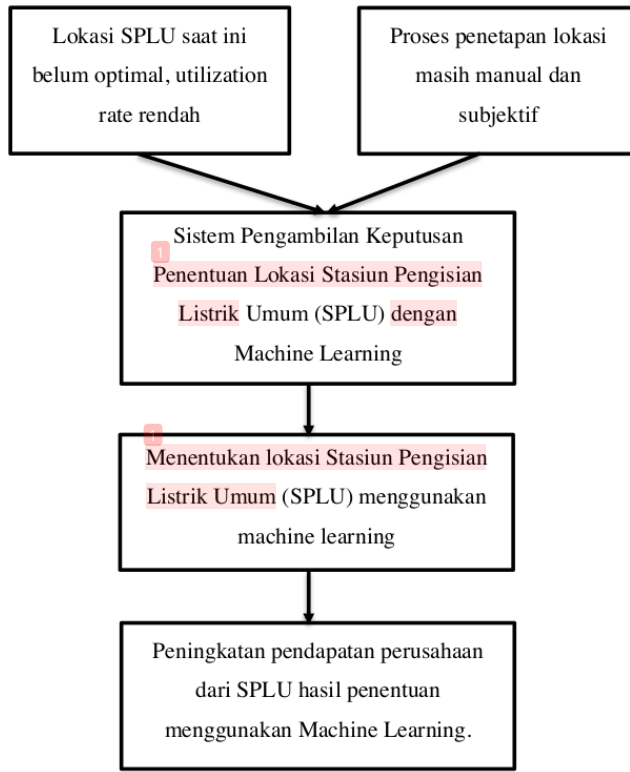 Lokasi SPLU saat ini
belum optimal, utilization
rate rendah
Proses penetapan lokasi
masih manual dan
subjektif
Sistem Pengambilan Keputusan
1
Penentuan Lokasi Stasiun Pengisian
Listrik Umum (SPLU) dengan
Machine Learning
1
Menentukan lokasi Stasiun Pengisian
Listrik Umum (SPLU) menggunakan
machine learning
Peningkatan pendapatan perusahaan
dari SPLU hasil penentuan
menggunakan Machine Learning.